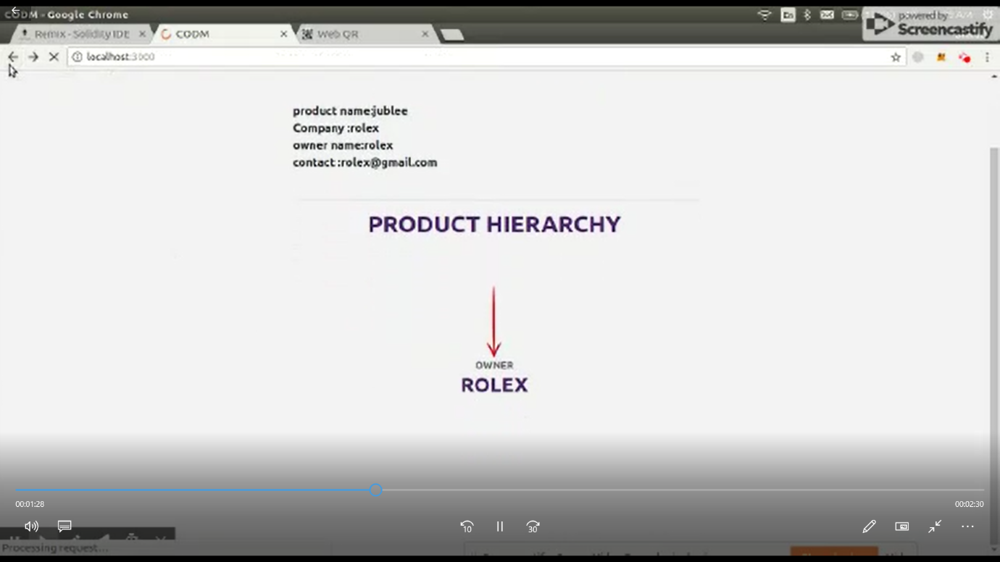 CODM - Google Chrome
En
powered by
Screencastify
Remix - Solidity IDE
CODM
Web QR
localhost:3000
product name:jublee
Company :rolex
owner name:rolex
contact :rolex@gmail.com
PRODUCT HIERARCHY
OWNER
ROLEX
00:01:28
00:02:30
10
30
Processing request...